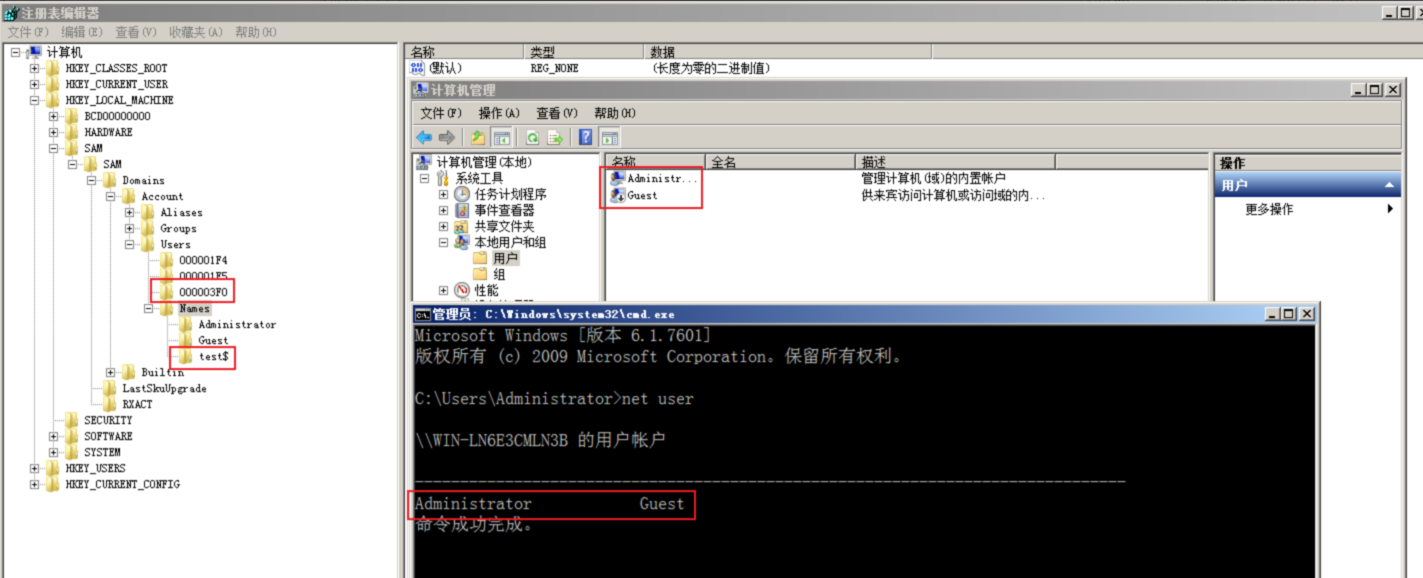 注册表编辑器
文件(F) 编辑(E) 查看(V) 收藏夹(A) 帮助(H)
计算机
HKEY_CLASSES_ROOT
HKEY_CURRENT_USER
HKEY_LOCAL_MACHINE
BCD00000000
HARDWARE
SAM
SAM
Domains
Account
Aliases
Groups
Users
000001F4
000001F5
000003F0
Names
Administrator
Guest
test$
Builtin
LastSkuUpgrade
RXACT
SECURITY
SOFTWARE
SYSTEM
HKEY_USERS
HKEY_CURRENT_CONFIG
名称 类型 数据
(默认) REG_NONE (长度为零的二进制值)
计算机管理
文件(F) 操作(A) 查看(V) 帮助(H)
计算机管理(本地)
系统工具
任务计划程序
事件查看器
共享文件夹
本地用户和组
用户
组
性能
名称 全名 描述
Administr... 管理计算机(域)的内置帐户
Guest 供来宾访问计算机或访问域的内...
操作
用户
更多操作
管理员: C:\Windows\system32\cmd.exe
Microsoft Windows [版本 6.1.7601]
版权所有 (c) 2009 Microsoft Corporation。保留所有权利。
C:\Users\Administrator>net user
\\WIN-LN6E3CMLN3B 的用户帐户
-------------------------------------------------------------------------------
Administrator Guest
命令成功完成。